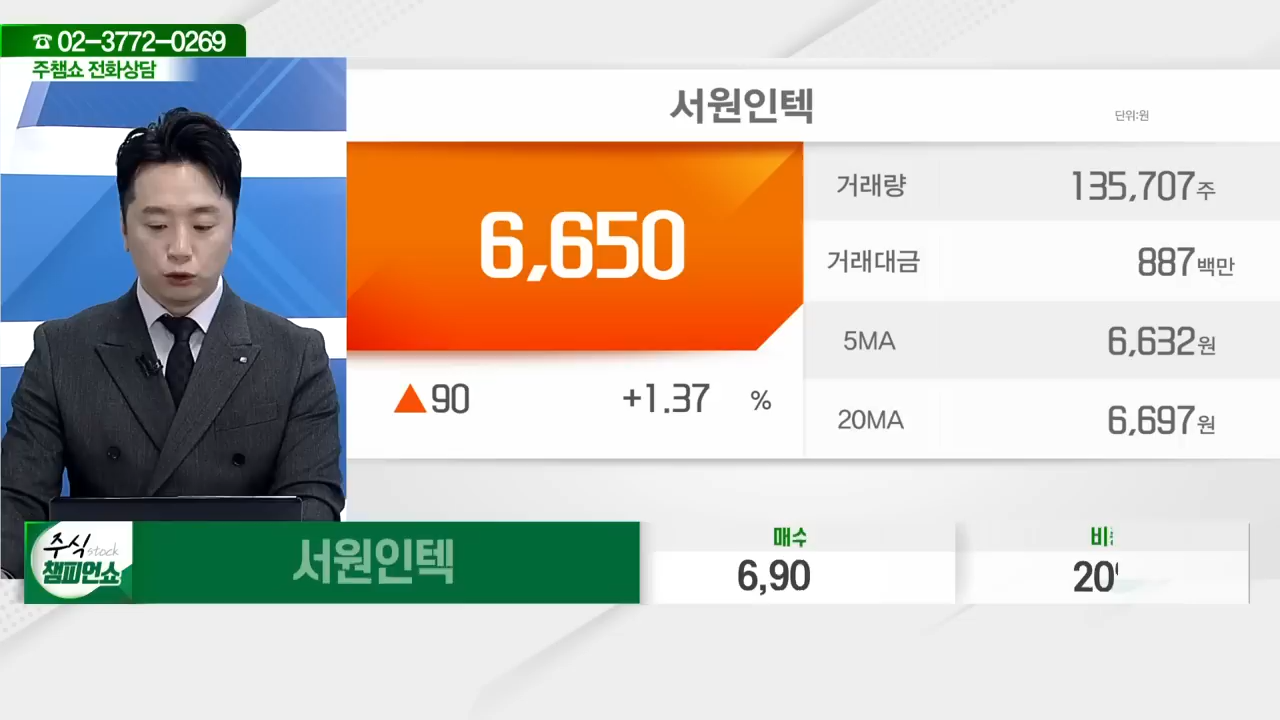 ☎ 02-3772-0269
주챔쇼 전화상담
서원인텍
단위:원
6,650
▲90 +1.37 %
거래량 135,707주
거래대금 887백만
5MA 6,632원
20MA 6,697원
주식 stock
챔피언쇼
서원인텍
매수
6,90
20